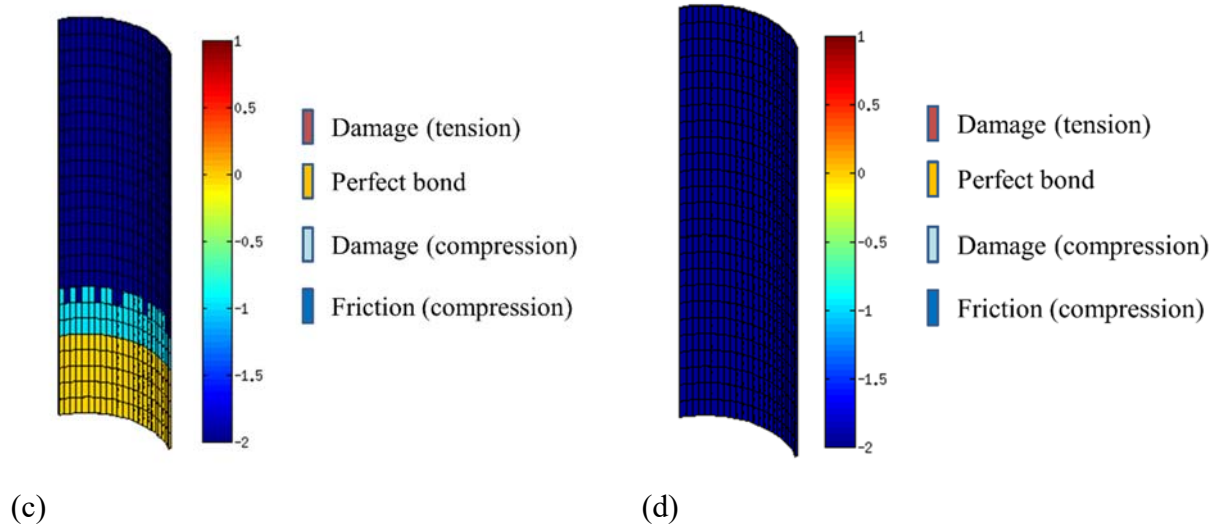 1
0.5
0
-0.5
-1
-1.5
-2
Damage (tension)
Perfect bond
Damage (compression)
Friction (compression)
(c)
1
0.5
0
-0.5
-1
-1.5
-2
Damage (tension)
Perfect bond
Damage (compression)
Friction (compression)
(d)